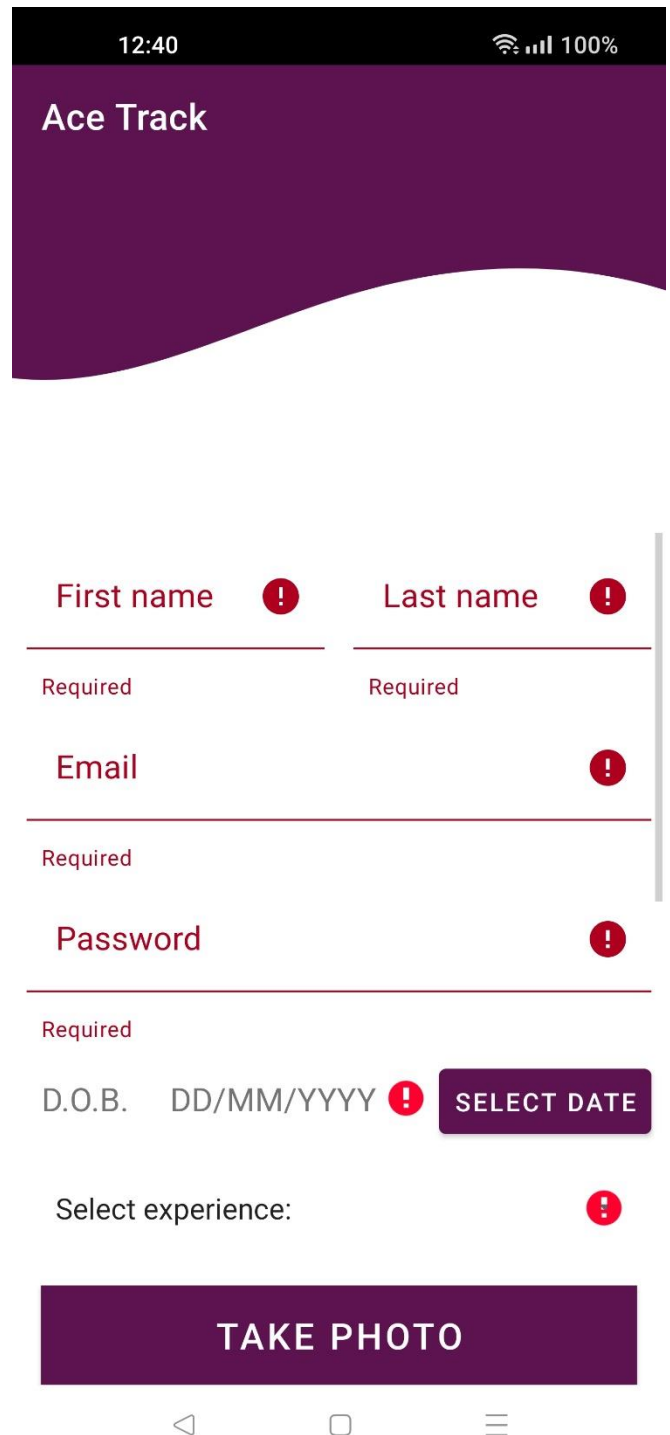 12:40 100%
Ace Track
First name Last name
Required Required
Email
Required
Password
Required
D.O.B. DD/MM/YYYY SELECT DATE
Select experience:
TAKE PHOTO